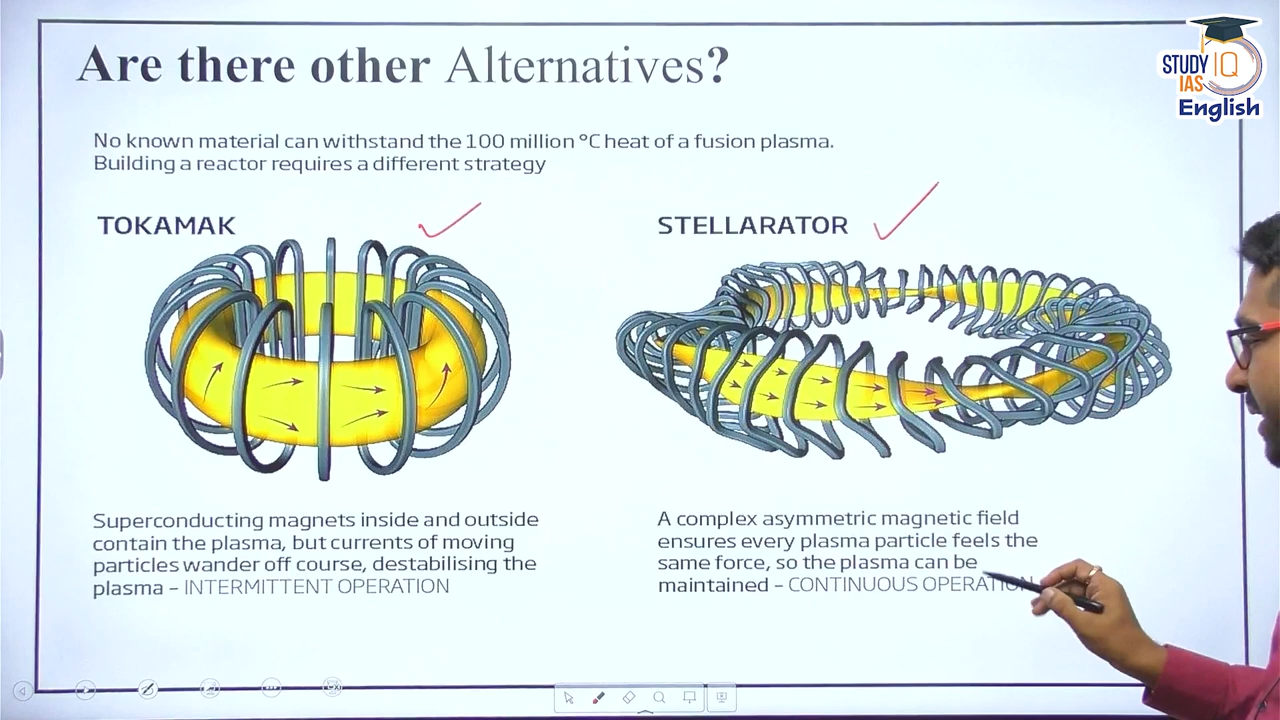 Are there other Alternatives?
STUDY IQ
IAS
English
No known material can withstand the 100 million °C heat of a fusion plasma.
Building a reactor requires a different strategy
TOKAMAK
STELLARATOR
Superconducting magnets inside and outside
contain the plasma, but currents of moving
particles wander off course, destabilising the
plasma – INTERMITTENT OPERATION
A complex asymmetric magnetic field
ensures every plasma particle feels the
same force, so the plasma can be
maintained – CONTINUOUS OPERATION